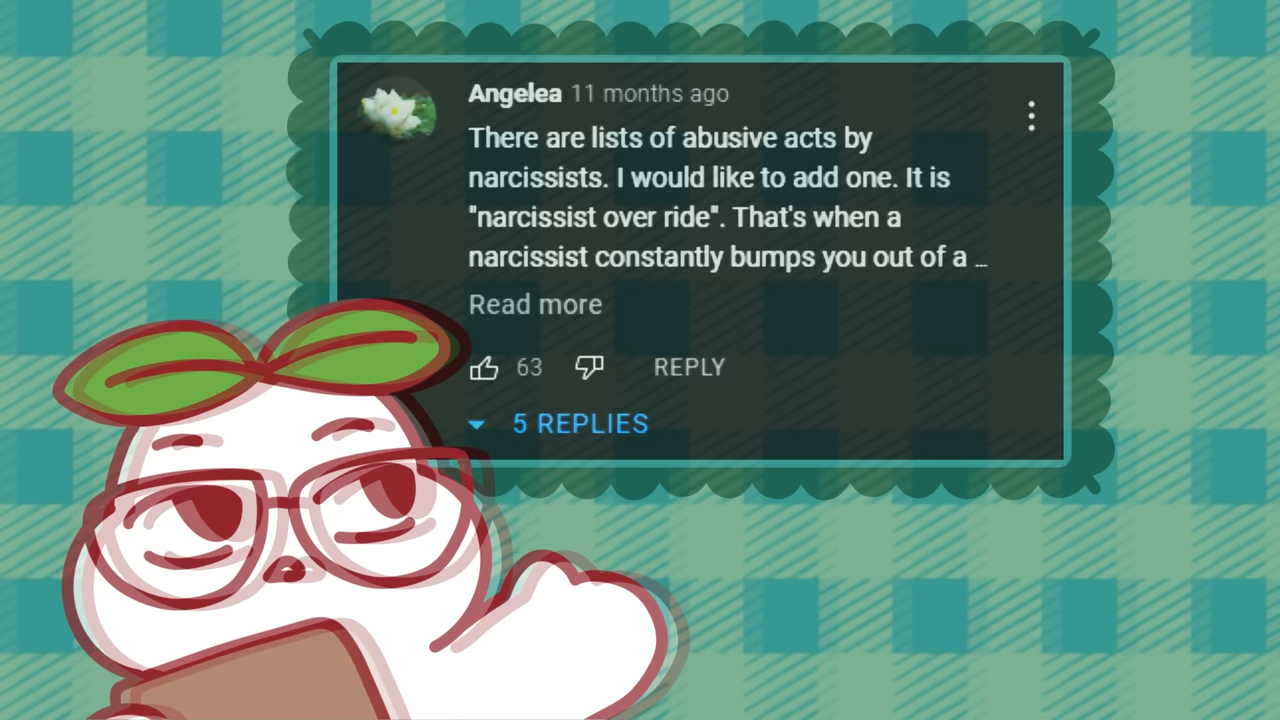 Angelea 11 months ago
There are lists of abusive acts by
narcissists. I would like to add one. It is
"narcissist over ride". That's when a
narcissist constantly bumps you out of a ...
Read more
63 REPLY
5 REPLIES